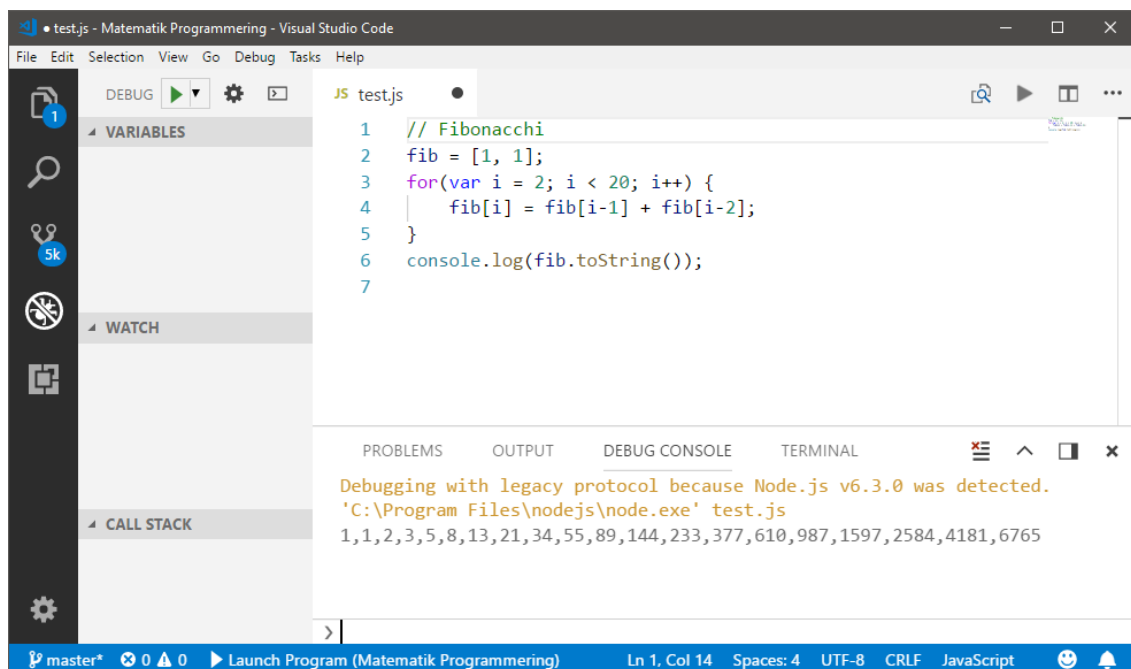 ● test.js - Matematik Programmering - Visual Studio Code
File Edit Selection View Go Debug Tasks Help
DEBUG
JS test.js ●
1
5k
VARIABLES
WATCH
CALL STACK
1 // Fibonacchi
2 fib = [1, 1];
3 for(var i = 2; i < 20; i++) {
4 fib[i] = fib[i-1] + fib[i-2];
5 }
6 console.log(fib.toString());
7
PROBLEMS OUTPUT DEBUG CONSOLE TERMINAL
Debugging with legacy protocol because Node.js v6.3.0 was detected.
'C:\Program Files\nodejs\node.exe' test.js
1,1,2,3,5,8,13,21,34,55,89,144,233,377,610,987,1597,2584,4181,6765
>
master* 0 0 Launch Program (Matematik Programmering) Ln 1, Col 14 Spaces: 4 UTF-8 CRLF JavaScript